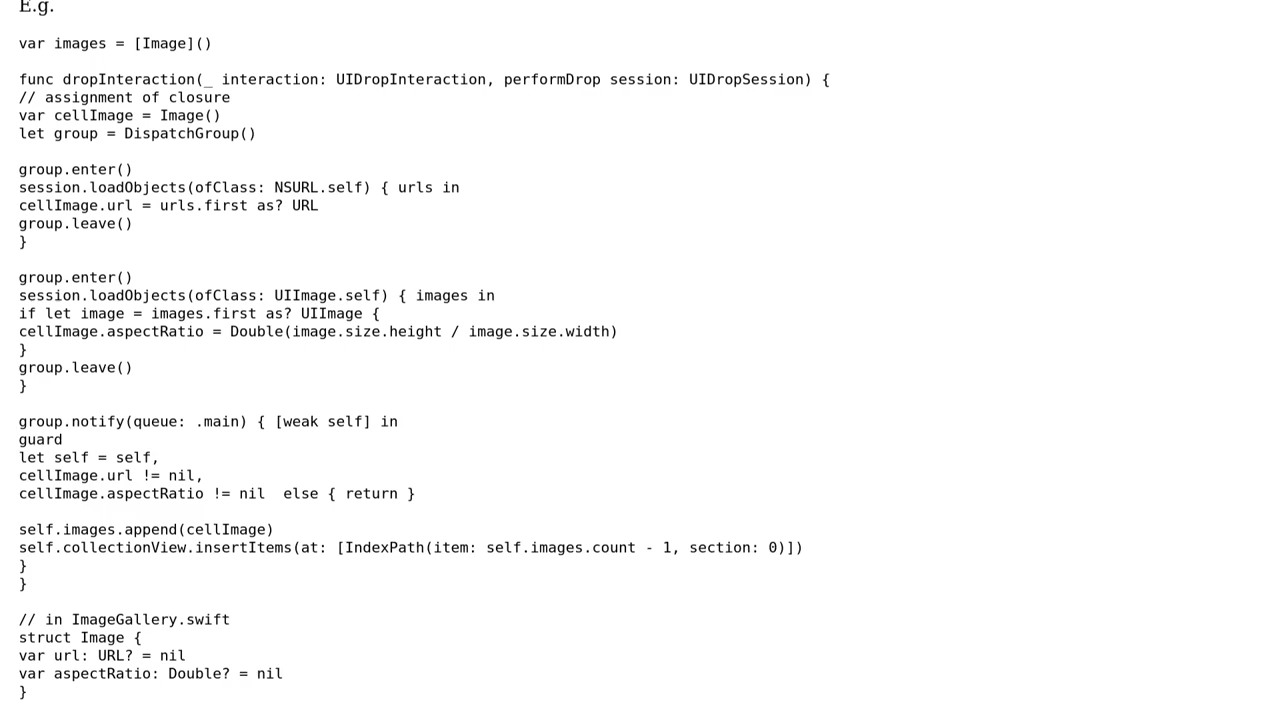 E.g.
var images = [Image]()
func dropInteraction(_ interaction: UIDropInteraction, performDrop session: UIDropSession) {
// assignment of closure
var cellImage = Image()
let group = DispatchGroup()
group.enter()
session.loadObjects(ofClass: NSURL.self) { urls in
cellImage.url = urls.first as? URL
group.leave()
}
group.enter()
session.loadObjects(ofClass: UIImage.self) { images in
if let image = images.first as? UIImage {
cellImage.aspectRatio = Double(image.size.height / image.size.width)
}
group.leave()
}
group.notify(queue: .main) { [weak self] in
guard
let self = self,
cellImage.url != nil,
cellImage.aspectRatio != nil  else { return }
self.images.append(cellImage)
self.collectionView.insertItems(at: [IndexPath(item: self.images.count - 1, section: 0)])
}
}
// in ImageGallery.swift
struct Image {
var url: URL? = nil
var aspectRatio: Double? = nil
}